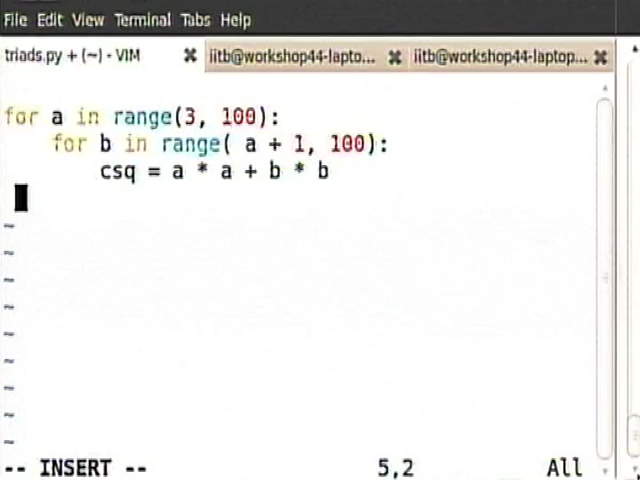 File Edit View Terminal Tabs Help
triads.py + (~) - VIM iitb@workshop44-lapto... iitb@workshop44-laptop...
for a in range(3, 100):
for b in range( a + 1, 100):
csq = a * a + b * b
~
~
~
~
~
~
~
~
~
-- INSERT -- 5,2 All